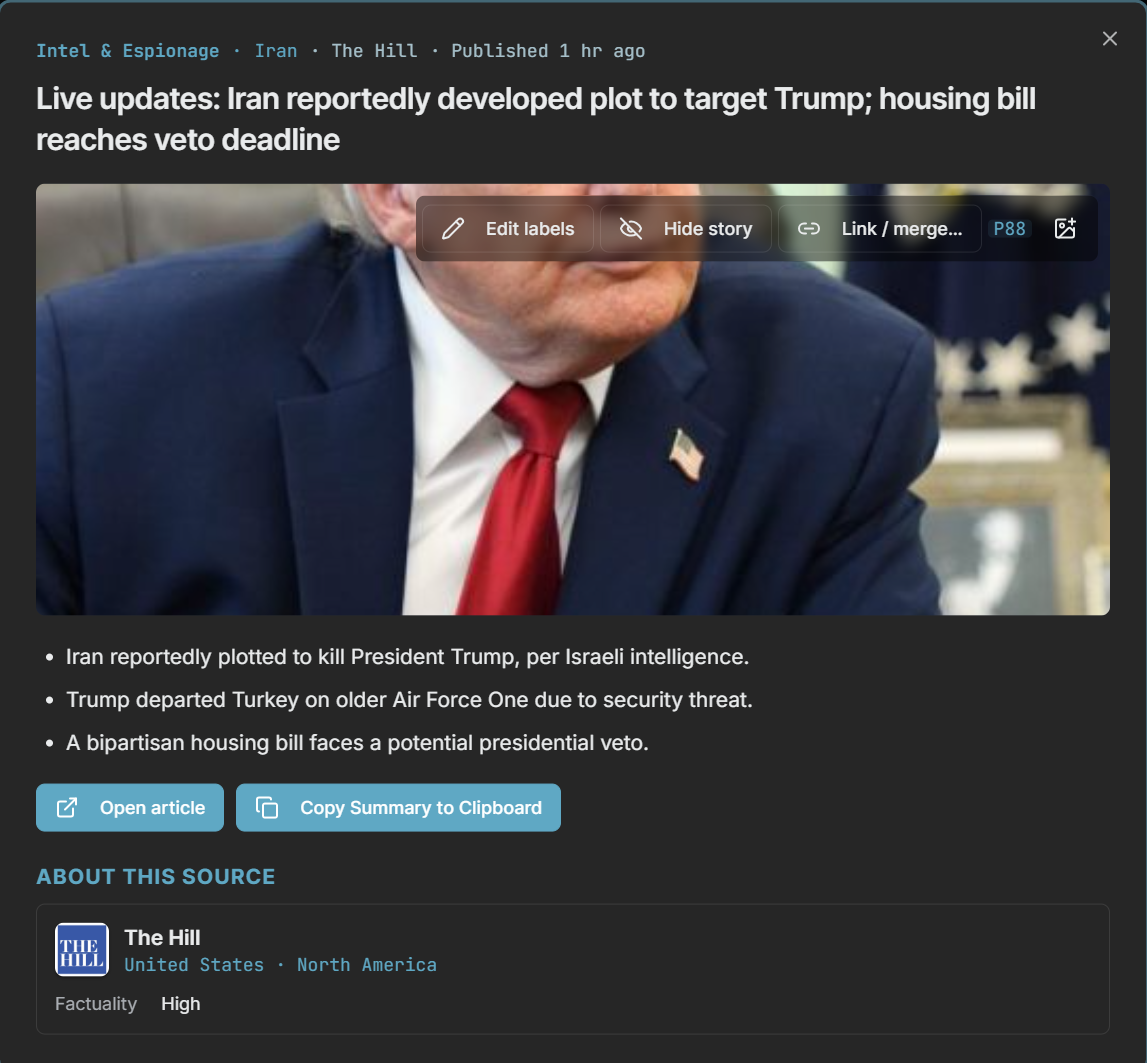 Intel & Espionage · Iran · The Hill · Published 1 hr ago
Live updates: Iran reportedly developed plot to target Trump; housing bill
reaches veto deadline
Edit labels
Hide story
Link / merge...
P88
• Iran reportedly plotted to kill President Trump, per Israeli intelligence.
• Trump departed Turkey on older Air Force One due to security threat.
• A bipartisan housing bill faces a potential presidential veto.
Open article
Copy Summary to Clipboard
ABOUT THIS SOURCE
THE
HILL
The Hill
United States · North America
Factuality High